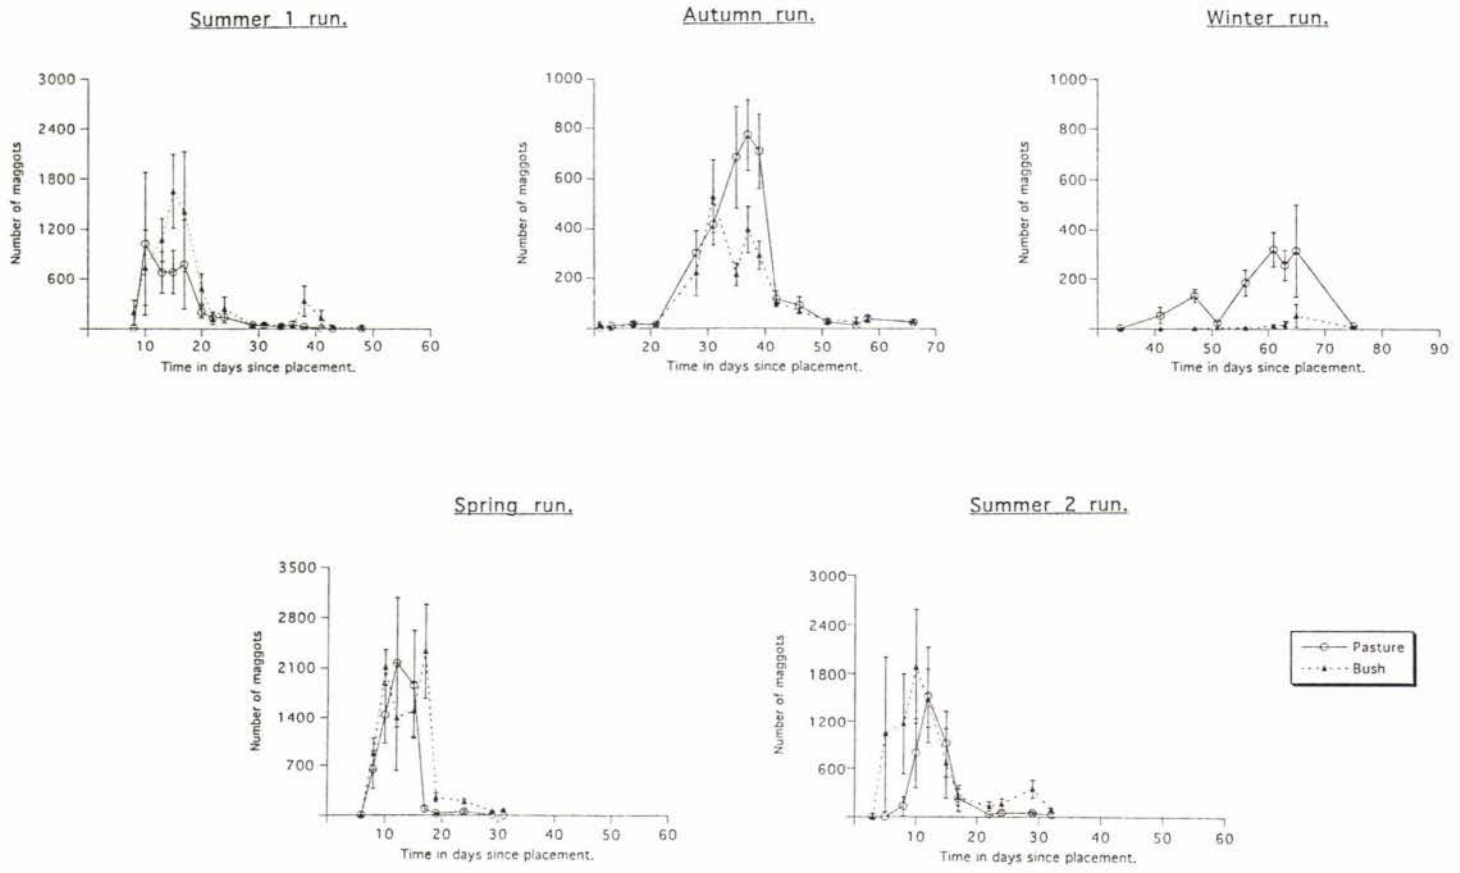 Summer 1 run.
Autumn run.
Winter run.
3000
2400
1800
1200
600
Number of maggots
10 20 30 40 50 60
Time in days since placement.
1000
800
600
400
200
Number of maggots
20 30 40 50 60 70
Time in days since placement.
1000
800
600
400
200
Number of maggots
40 50 60 70 80 90
Time in days since placement.
Spring run.
Summer 2 run.
3500
2800
2100
1400
700
Number of maggots
10 20 30 40 50 60
Time in days since placement.
3000
2400
1800
1200
600
Number of maggots
10 20 30 40 50 60
Time in days since placement.
Pasture
Bush